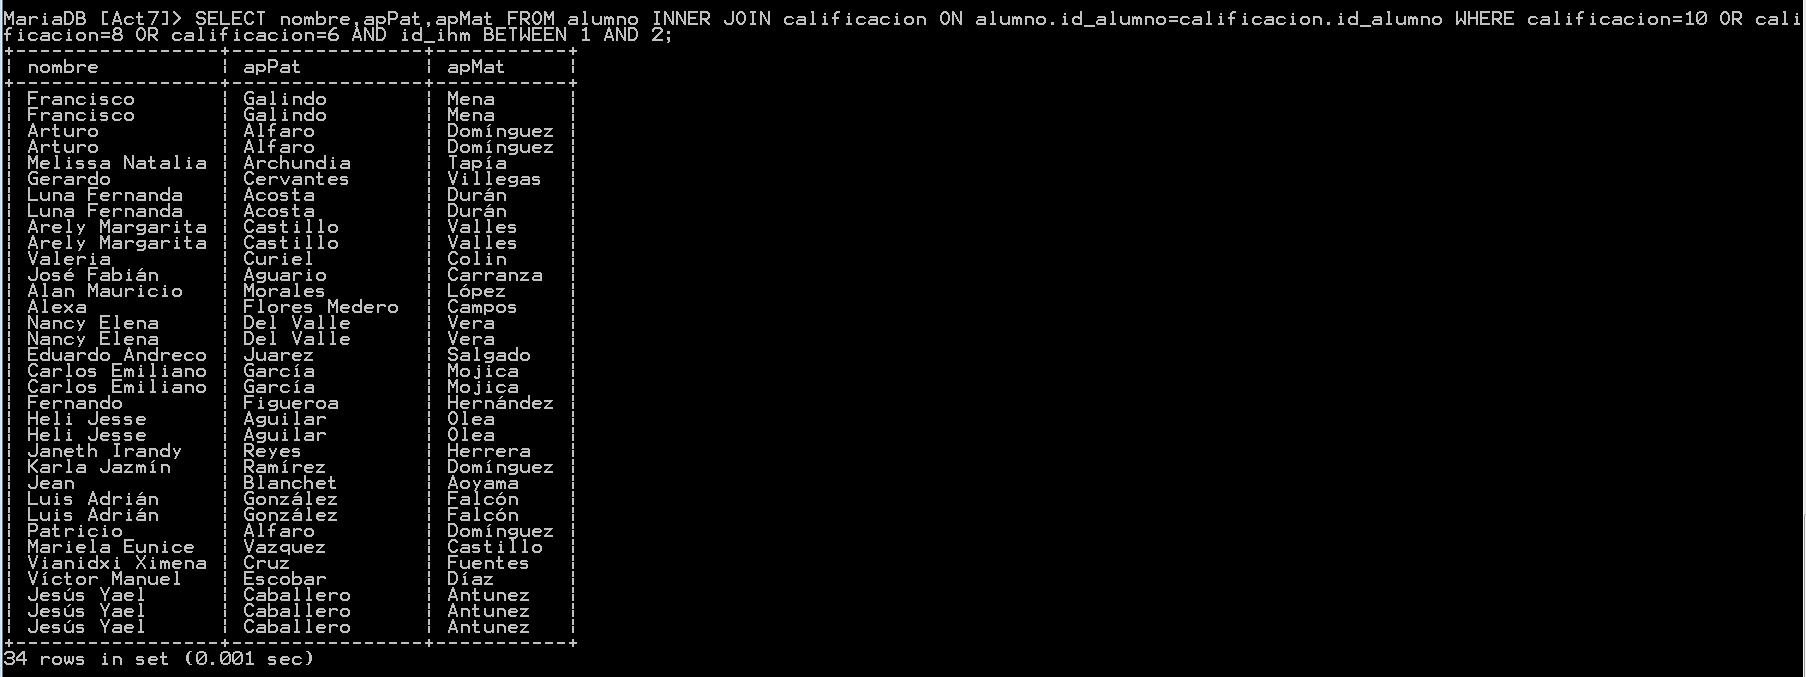 MariaDB [Act7]> SELECT nombre,apPat,apMat FROM alumno INNER JOIN calificacion ON alumno.id_alumno=calificacion.id_alumno WHERE calificacion=10 OR cali
ficacion=8 OR calificacion=6 AND id_ihm BETWEEN 1 AND 2;
+-----------------+----------------+-----------+
| nombre          | apPat          | apMat     |
+-----------------+----------------+-----------+
| Francisco       | Galindo        | Mena      |
| Francisco       | Galindo        | Mena      |
| Arturo          | Alfaro         | Domínguez |
| Arturo          | Alfaro         | Domínguez |
| Melissa Natalia | Archundia      | Tapía     |
| Gerardo         | Cervantes      | Villegas  |
| Luna Fernanda   | Acosta         | Durán     |
| Luna Fernanda   | Acosta         | Durán     |
| Arely Margarita | Castillo       | Valles    |
| Arely Margarita | Castillo       | Valles    |
| Valeria         | Curiel         | Colin     |
| José Fabián     | Aguario        | Carranza  |
| Alan Mauricio   | Morales        | López     |
| Alexa           | Flores Medero  | Campos    |
| Nancy Elena     | Del Valle      | Vera      |
| Nancy Elena     | Del Valle      | Vera      |
| Eduardo Andreco | Juarez         | Salgado   |
| Carlos Emiliano | García         | Mojica    |
| Carlos Emiliano | García         | Mojica    |
| Fernando        | Figueroa       | Hernández |
| Heli Jesse      | Aguilar        | Olea      |
| Heli Jesse      | Aguilar        | Olea      |
| Janeth Irandy   | Reyes          | Herrera   |
| Karla Jazmín    | Ramírez        | Domínguez |
| Jean            | Blanchet       | Aoyama    |
| Luis Adrián     | González       | Falcón    |
| Luis Adrián     | González       | Falcón    |
| Patricio        | Alfaro         | Domínguez |
| Mariela Eunice  | Vazquez        | Castillo  |
| Vianidxi Ximena | Cruz           | Fuentes   |
| Víctor Manuel   | Escobar        | Díaz      |
| Jesús Yael      | Caballero      | Antunez   |
| Jesús Yael      | Caballero      | Antunez   |
| Jesús Yael      | Caballero      | Antunez   |
+-----------------+----------------+-----------+
34 rows in set (0.001 sec)